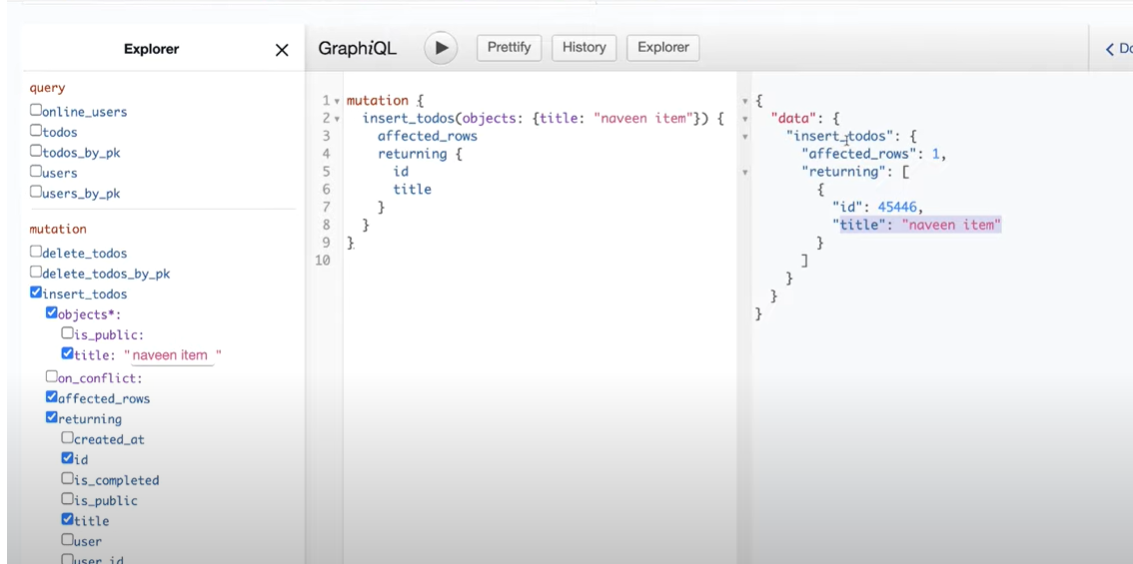 Explorer
query
online_users
todos
todos_by_pk
users
users_by_pk
mutation
delete_todos
delete_todos_by_pk
insert_todos
objects*:
is_public:
title: "naveen item "
on_conflict:
affected_rows
returning
created_at
id
is_completed
is_public
title
user
user_id
GraphiQL Prettify History Explorer
1 mutation {
2 insert_todos(objects: {title: "naveen item"}) {
3 affected_rows
4 returning {
5 id
6 title
7 }
8 }
9 }
10
{
"data": {
"insert_todos": {
"affected_rows": 1,
"returning": [
{
"id": 45446,
"title": "naveen item"
}
]
}
}
}